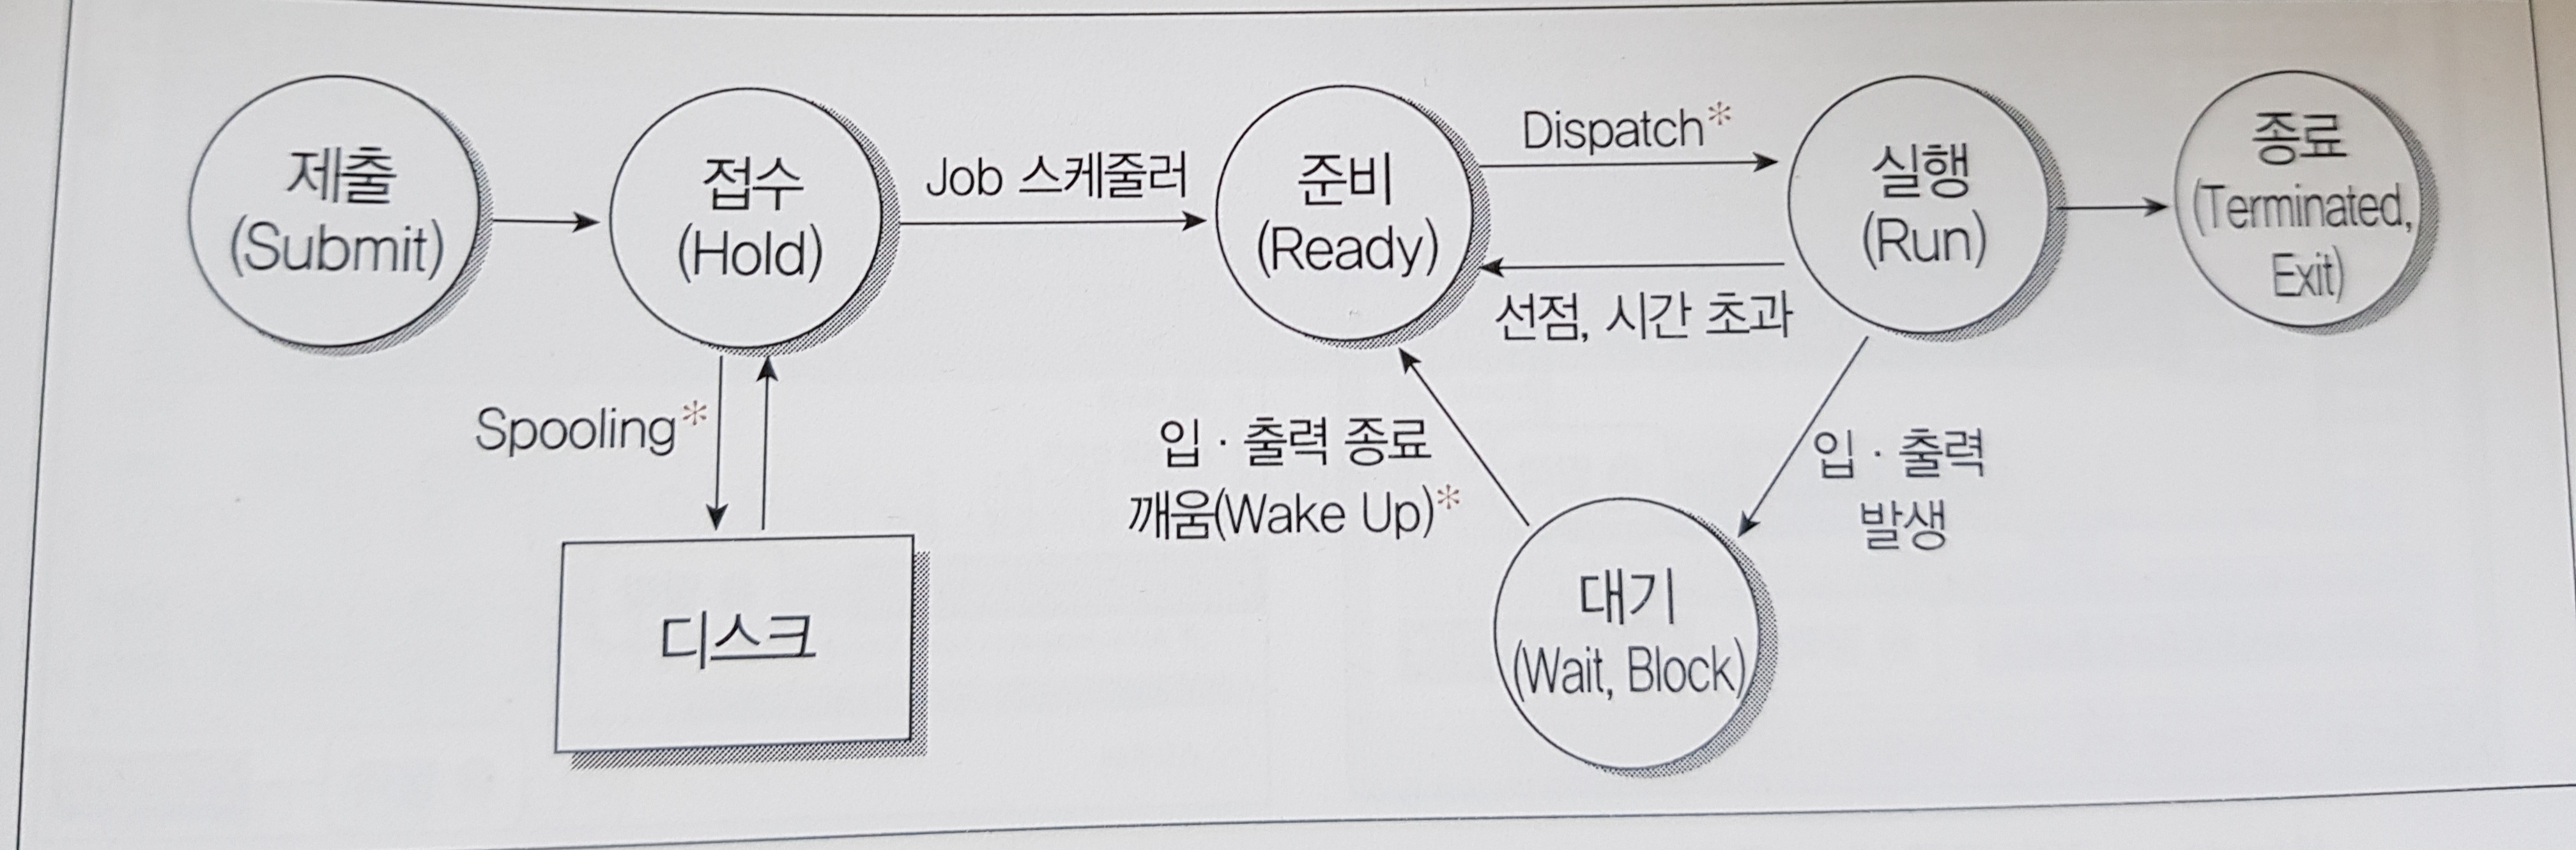 제출
(Submit)
접수
(Hold)
Job 스케줄러
준비
(Ready)
Dispatch*
선점, 시간 초과
실행
(Run)
종료
(Terminated,
Exit)
Spooling*
디스크
입 · 출력 종료
깨움(Wake Up)*
입 · 출력
발생
대기
(Wait, Block)